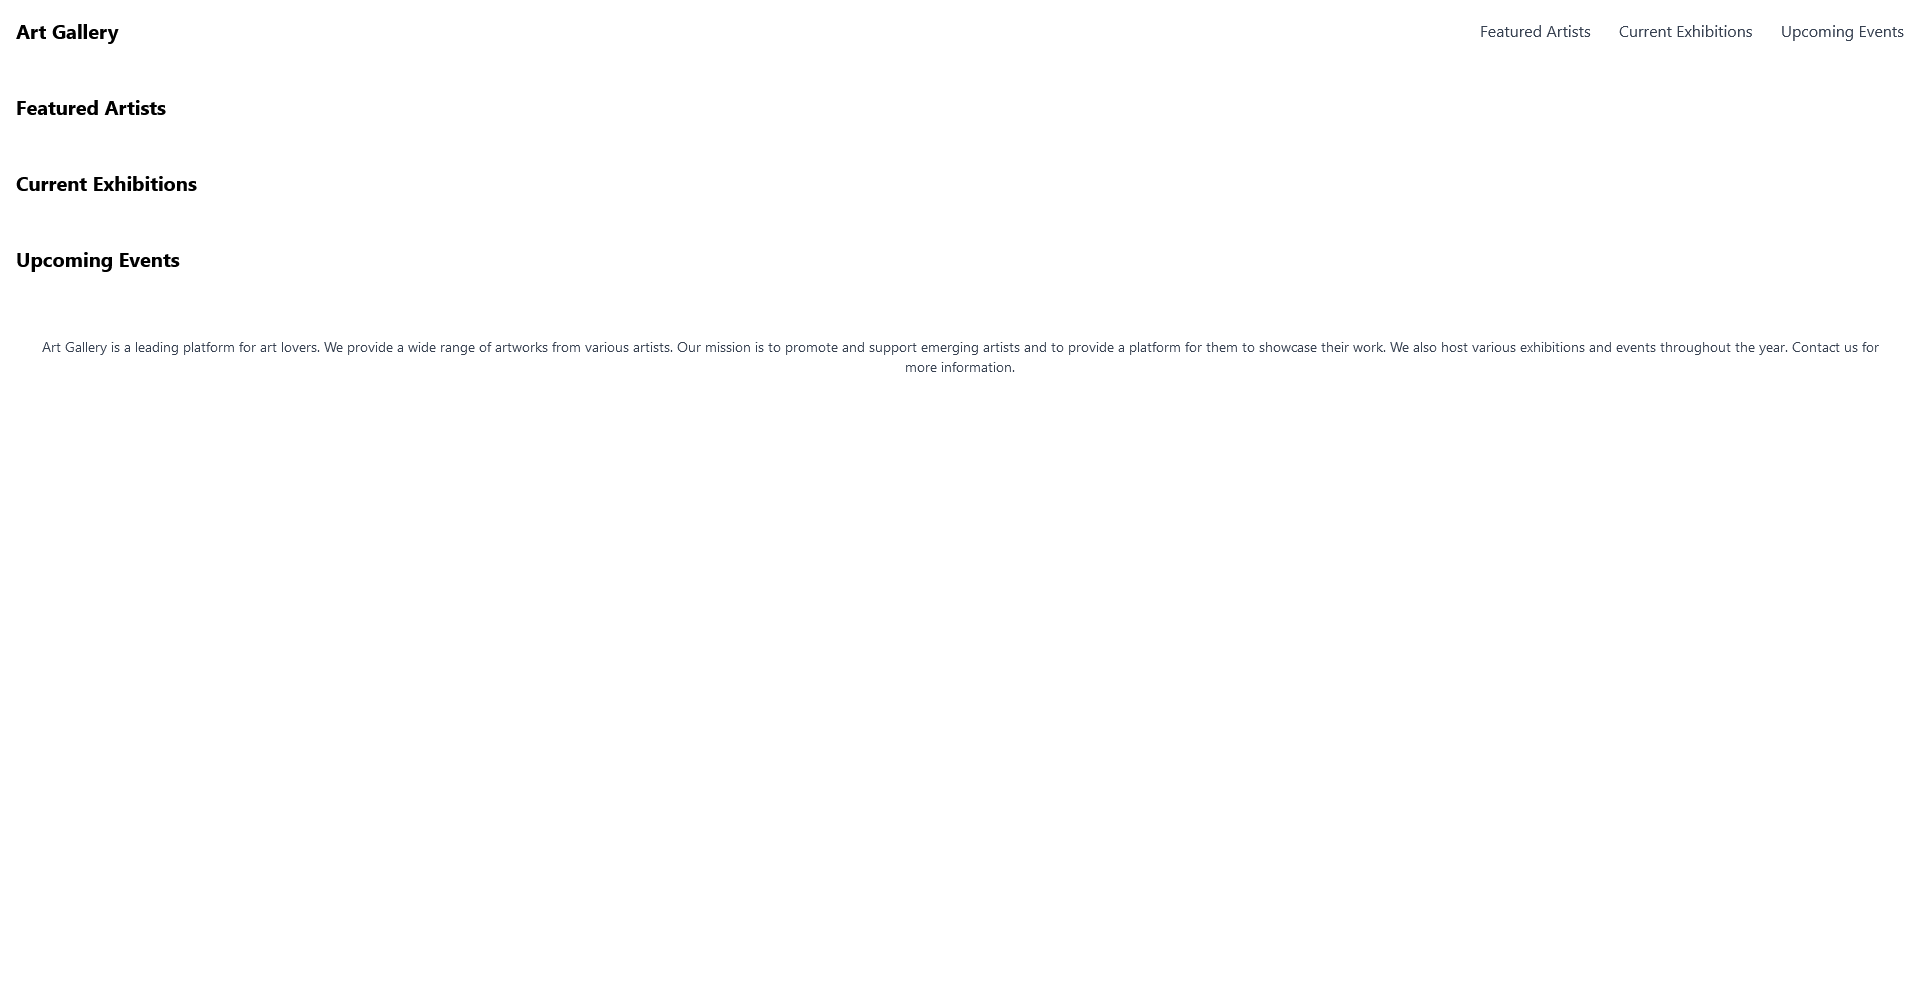 Art Gallery
Featured Artists
Current Exhibitions
Upcoming Events
Featured Artists
Current Exhibitions
Upcoming Events
Art Gallery is a leading platform for art lovers. We provide a wide range of artworks from various artists. Our mission is to promote and support emerging artists and to provide a platform for them to showcase their work. We also host various exhibitions and events throughout the year. Contact us for
more information.